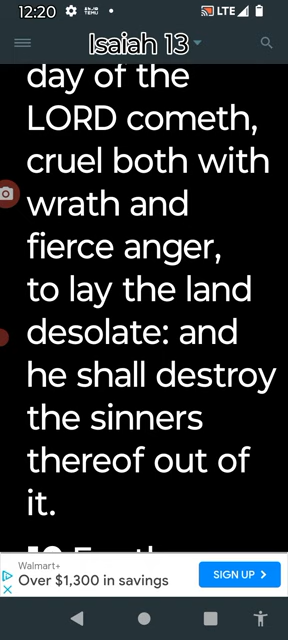 12:20
LTE
Isaiah 13
day of the
LORD cometh,
cruel both with
wrath and
fierce anger,
to lay the land
desolate: and
he shall destroy
the sinners
thereof out of
it.
Walmart+
Over $1,300 in savings
SIGN UP